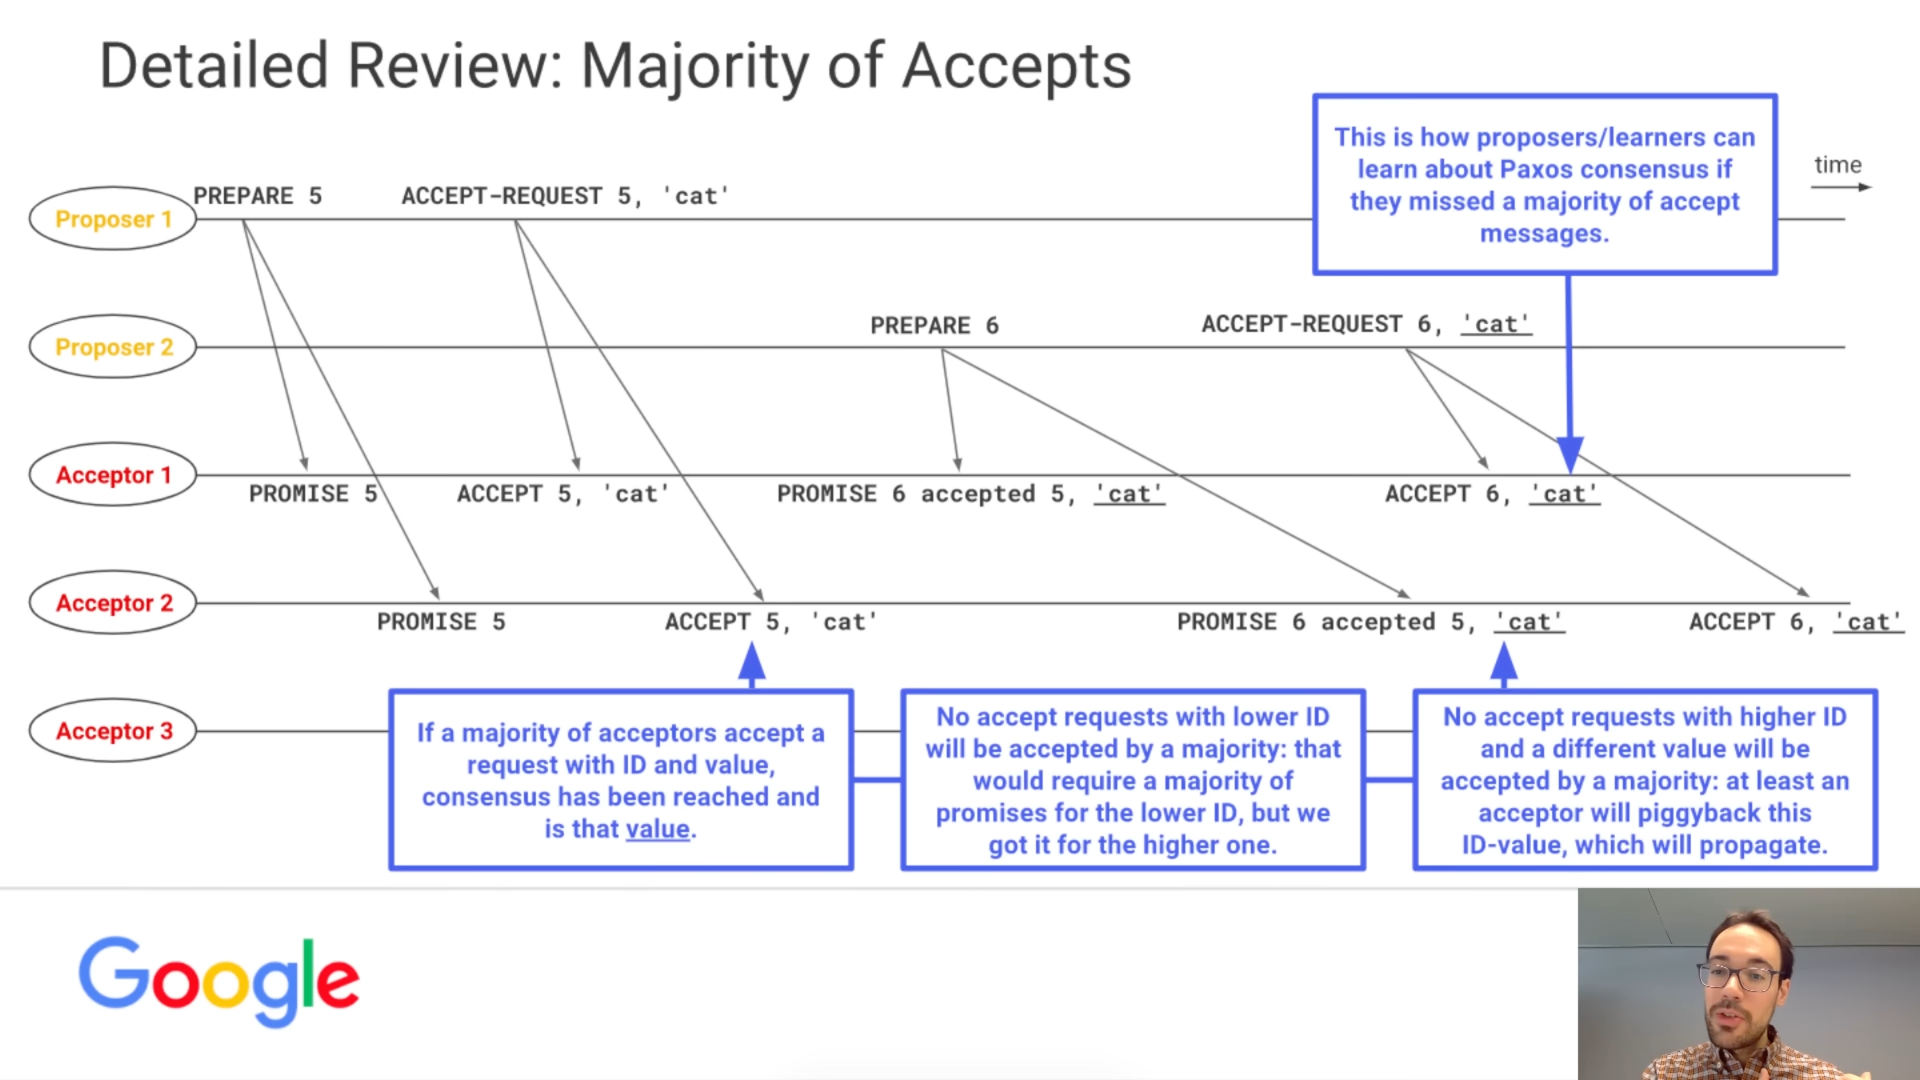 Detailed Review: Majority of Accepts
This is how proposers/learners can
learn about Paxos consensus if
they missed a majority of accept
messages.
time
PREPARE 5
ACCEPT-REQUEST 5, 'cat'
Proposer 1
PREPARE 6
ACCEPT-REQUEST 6, 'cat'
Proposer 2
Acceptor 1
PROMISE 5
ACCEPT 5, 'cat'
PROMISE 6 accepted 5, 'cat'
ACCEPT 6, 'cat'
Acceptor 2
PROMISE 5
ACCEPT 5, 'cat'
PROMISE 6 accepted 5, 'cat'
ACCEPT 6, 'cat'
Acceptor 3
If a majority of acceptors accept a
request with ID and value,
consensus has been reached and
is that value.
No accept requests with lower ID
will be accepted by a majority: that
would require a majority of
promises for the lower ID, but we
got it for the higher one.
No accept requests with higher ID
and a different value will be
accepted by a majority: at least an
acceptor will piggyback this
ID-value, which will propagate.
Google